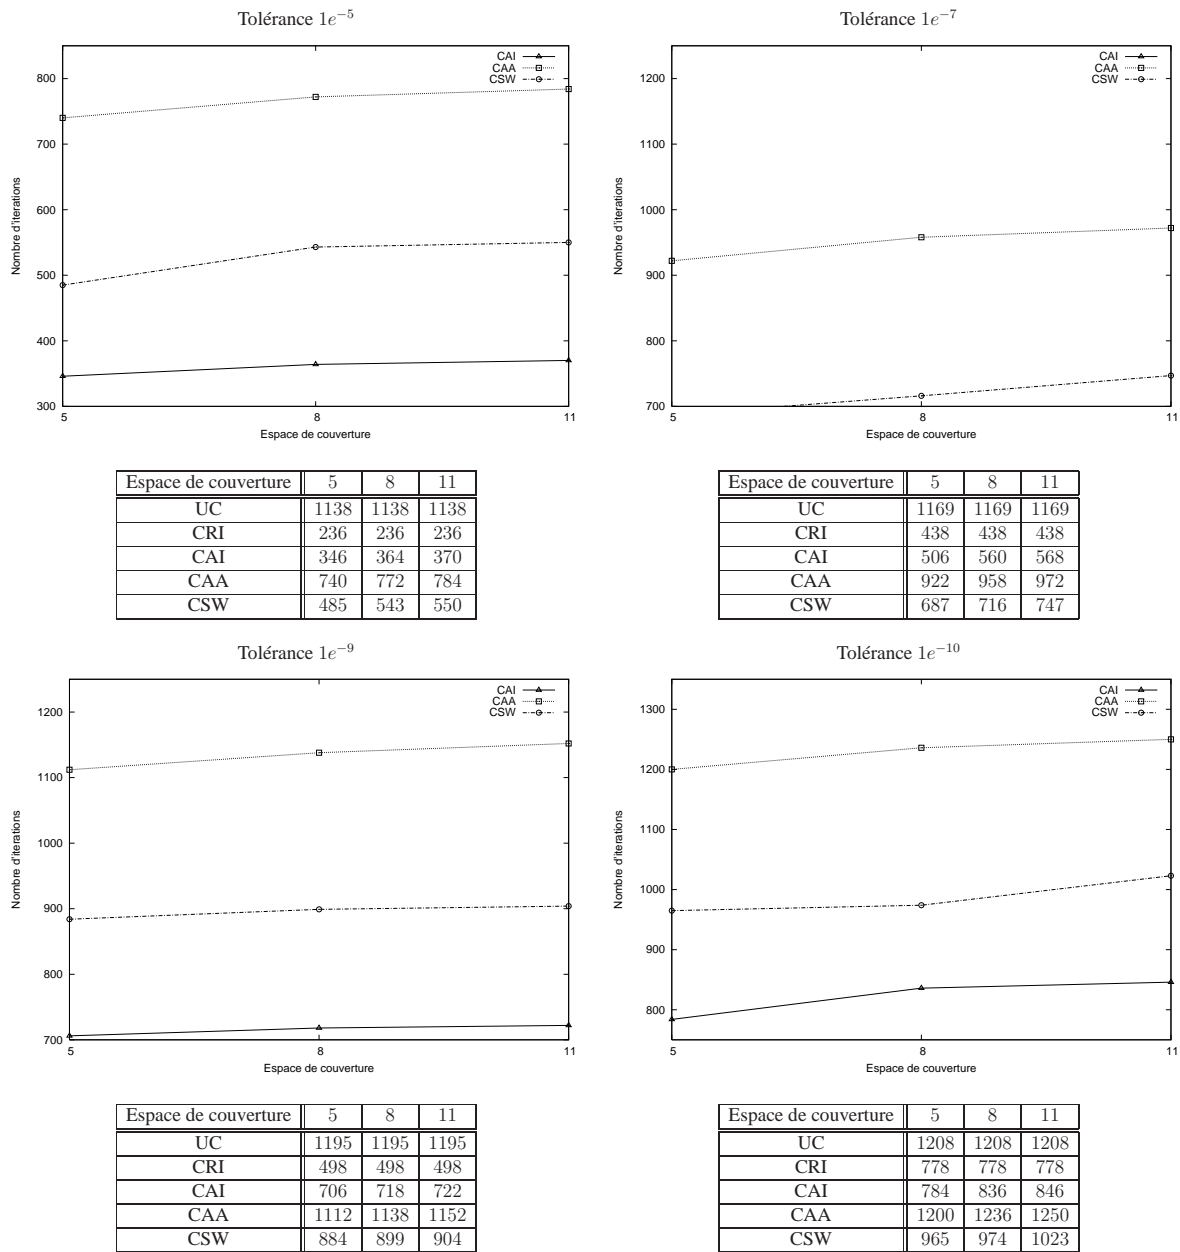 Tolérance 1e⁻⁵
CAI
CAA
CSW
800
700
600
500
400
300
5
8
11
Nombre d'iterations
Espace de couverture
Espace de couverture 5 8 11
UC 1138 1138 1138
CRI 236 236 236
CAI 346 364 370
CAA 740 772 784
CSW 485 543 550
Tolérance 1e⁻⁷
CAI
CAA
CSW
1200
1100
1000
900
800
700
5
8
11
Nombre d'iterations
Espace de couverture
Espace de couverture 5 8 11
UC 1169 1169 1169
CRI 438 438 438
CAI 506 560 568
CAA 922 958 972
CSW 687 716 747
Tolérance 1e⁻⁹
CAI
CAA
CSW
1200
1100
1000
900
800
700
5
8
11
Nombre d'iterations
Espace de couverture
Espace de couverture 5 8 11
UC 1195 1195 1195
CRI 498 498 498
CAI 706 718 722
CAA 1112 1138 1152
CSW 884 899 904
Tolérance 1e⁻¹⁰
CAI
CAA
CSW
1300
1200
1100
1000
900
800
5
8
11
Nombre d'iterations
Espace de couverture
Espace de couverture 5 8 11
UC 1208 1208 1208
CRI 778 778 778
CAI 784 836 846
CAA 1200 1236 1250
CSW 965 974 1023